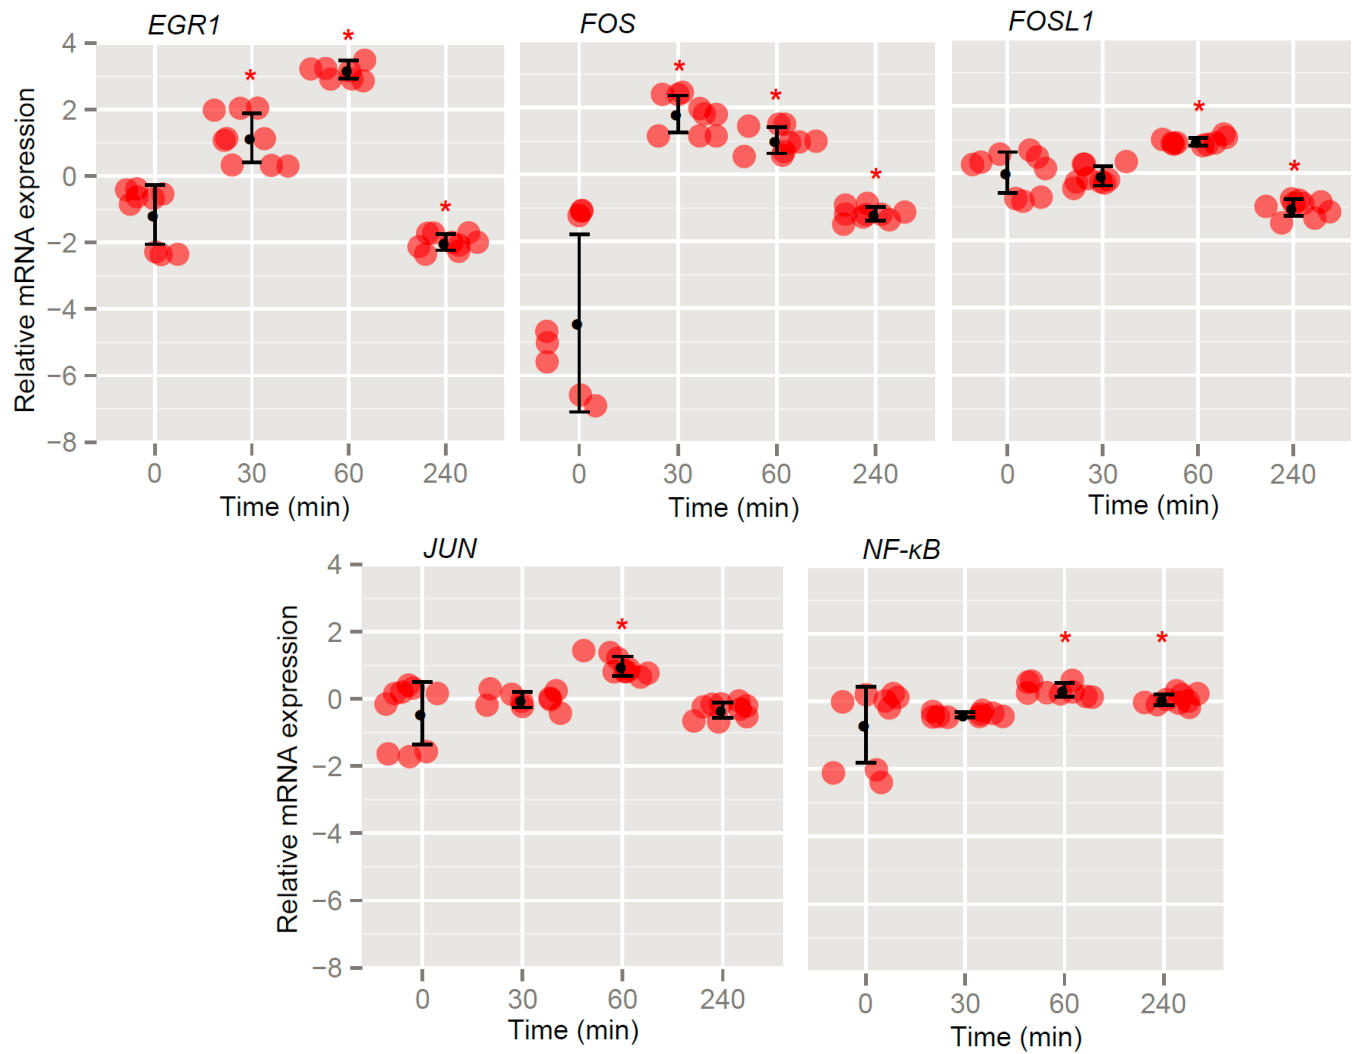 EGR1 FOS FOSL1
* * *
* * * * *
* *
4
2
0
−2
−4
−6
−8
Relative mRNA expression
0 30 60 240 0 30 60 240 0 30 60 240
Time (min) Time (min) Time (min)
JUN NF-κB
* * *
4
2
0
−2
−4
−6
−8
Relative mRNA expression
0 30 60 240 0 30 60 240
Time (min) Time (min)